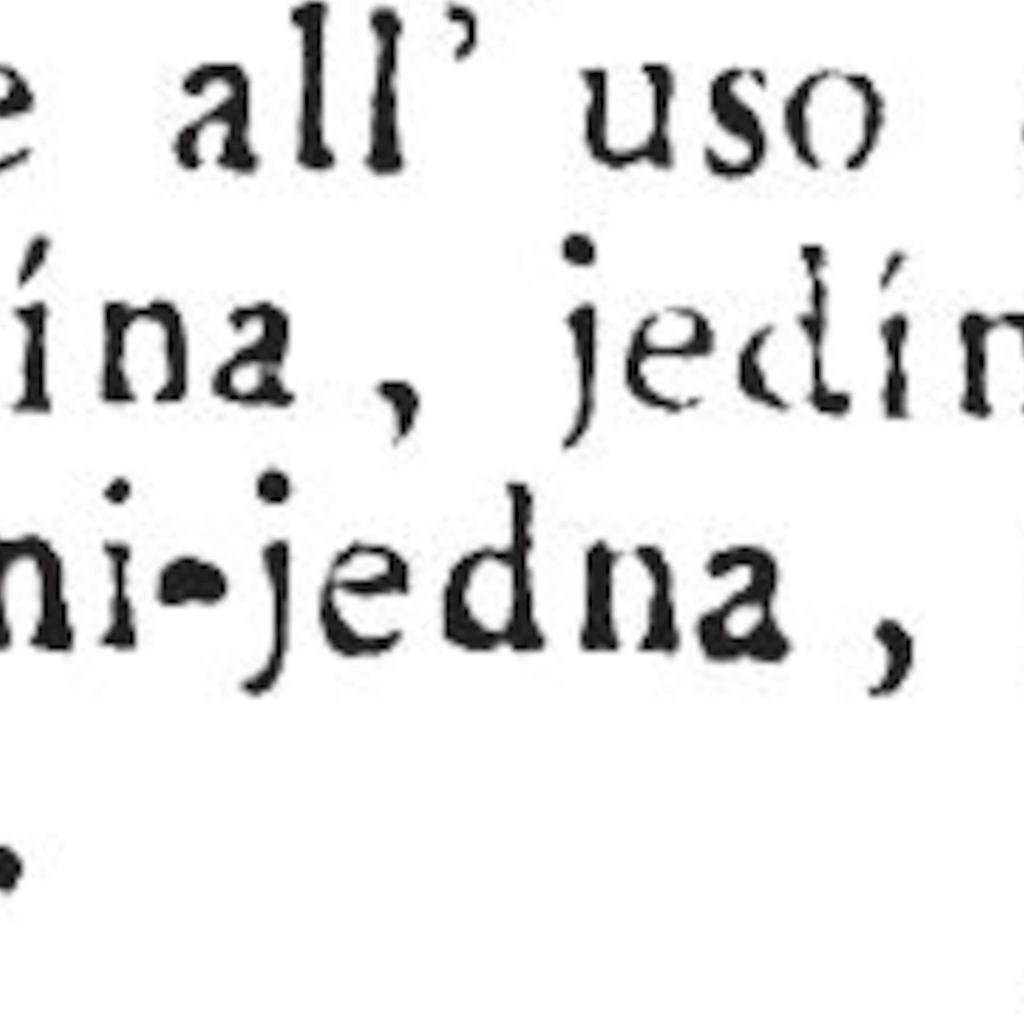 e all' uso
ína, jedín
ni-jedna,
.